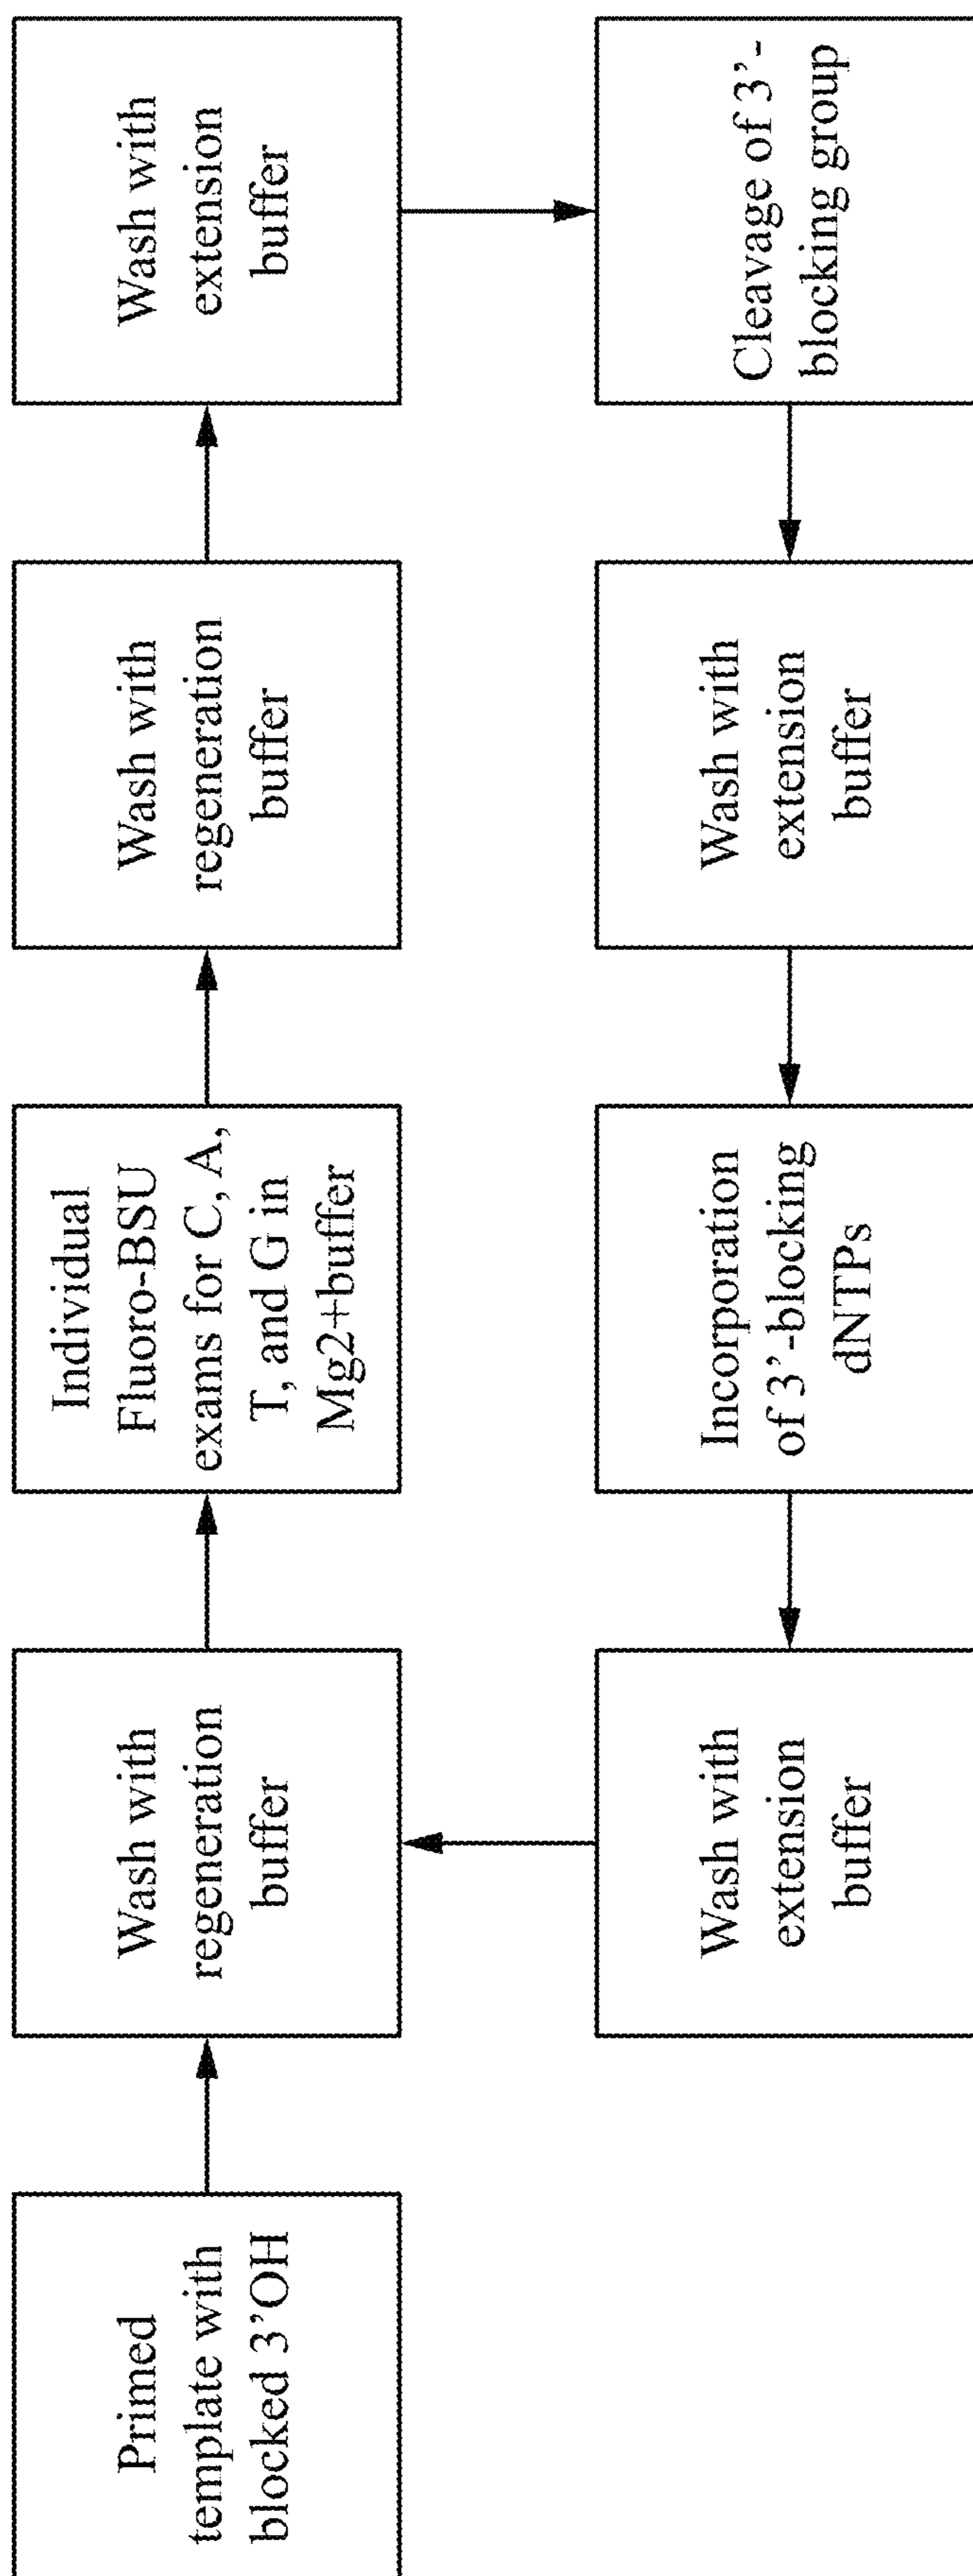 Primed
template with
blocked 3’OH
Wash with
regeneration
buffer
Individual
Fluoro-BSU
exams for C, A,
T, and G in
Mg2+buffer
Wash with
regeneration
buffer
Wash with
extension
buffer
Cleavage of 3’-
blocking group
Wash with
extension
buffer
Incorporation
of 3’-blocking
dNTPs
Wash with
extension
buffer